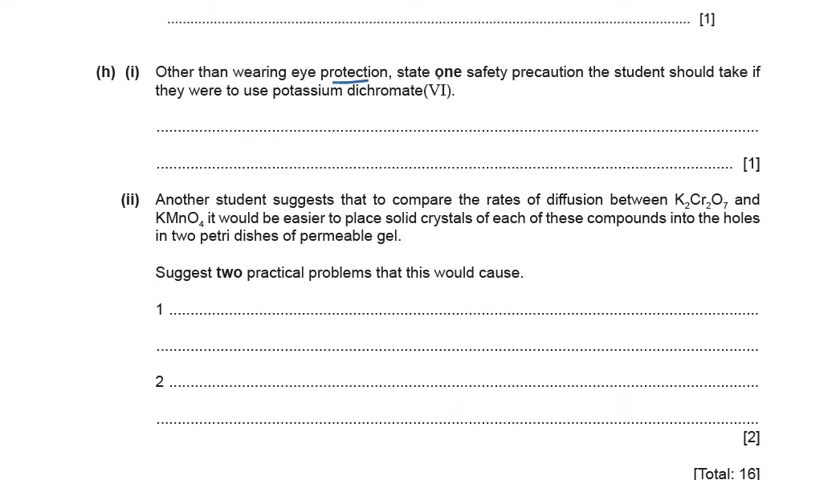 [1]
(h) (i) Other than wearing eye protection, state one safety precaution the student should take if
they were to use potassium dichromate(VI).
[1]
(ii) Another student suggests that to compare the rates of diffusion between K₂Cr₂O₇ and
KMnO₄ it would be easier to place solid crystals of each of these compounds into the holes
in two petri dishes of permeable gel.
Suggest two practical problems that this would cause.
1
2
[2]
[Total: 16]